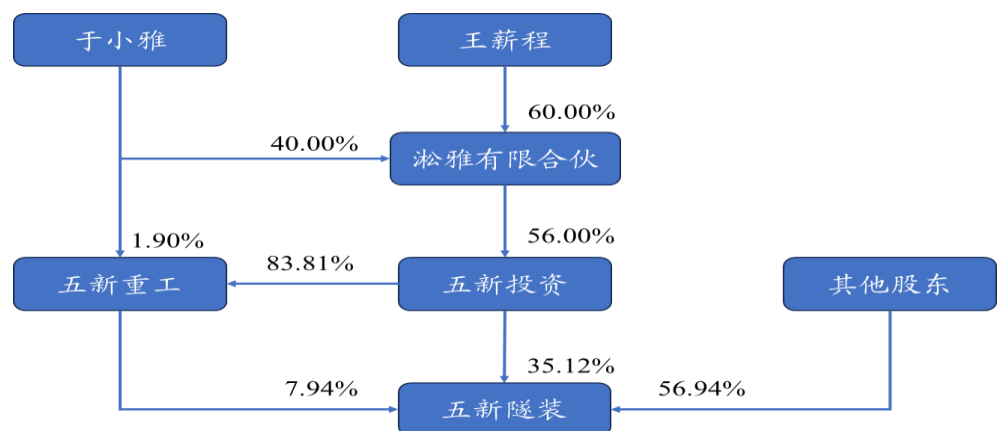 于小雅
王薪程
60.00%
40.00%
淞雅有限合伙
1.90%
56.00%
83.81%
五新重工
五新投资
其他股东
7.94%
35.12%
56.94%
五新隧装